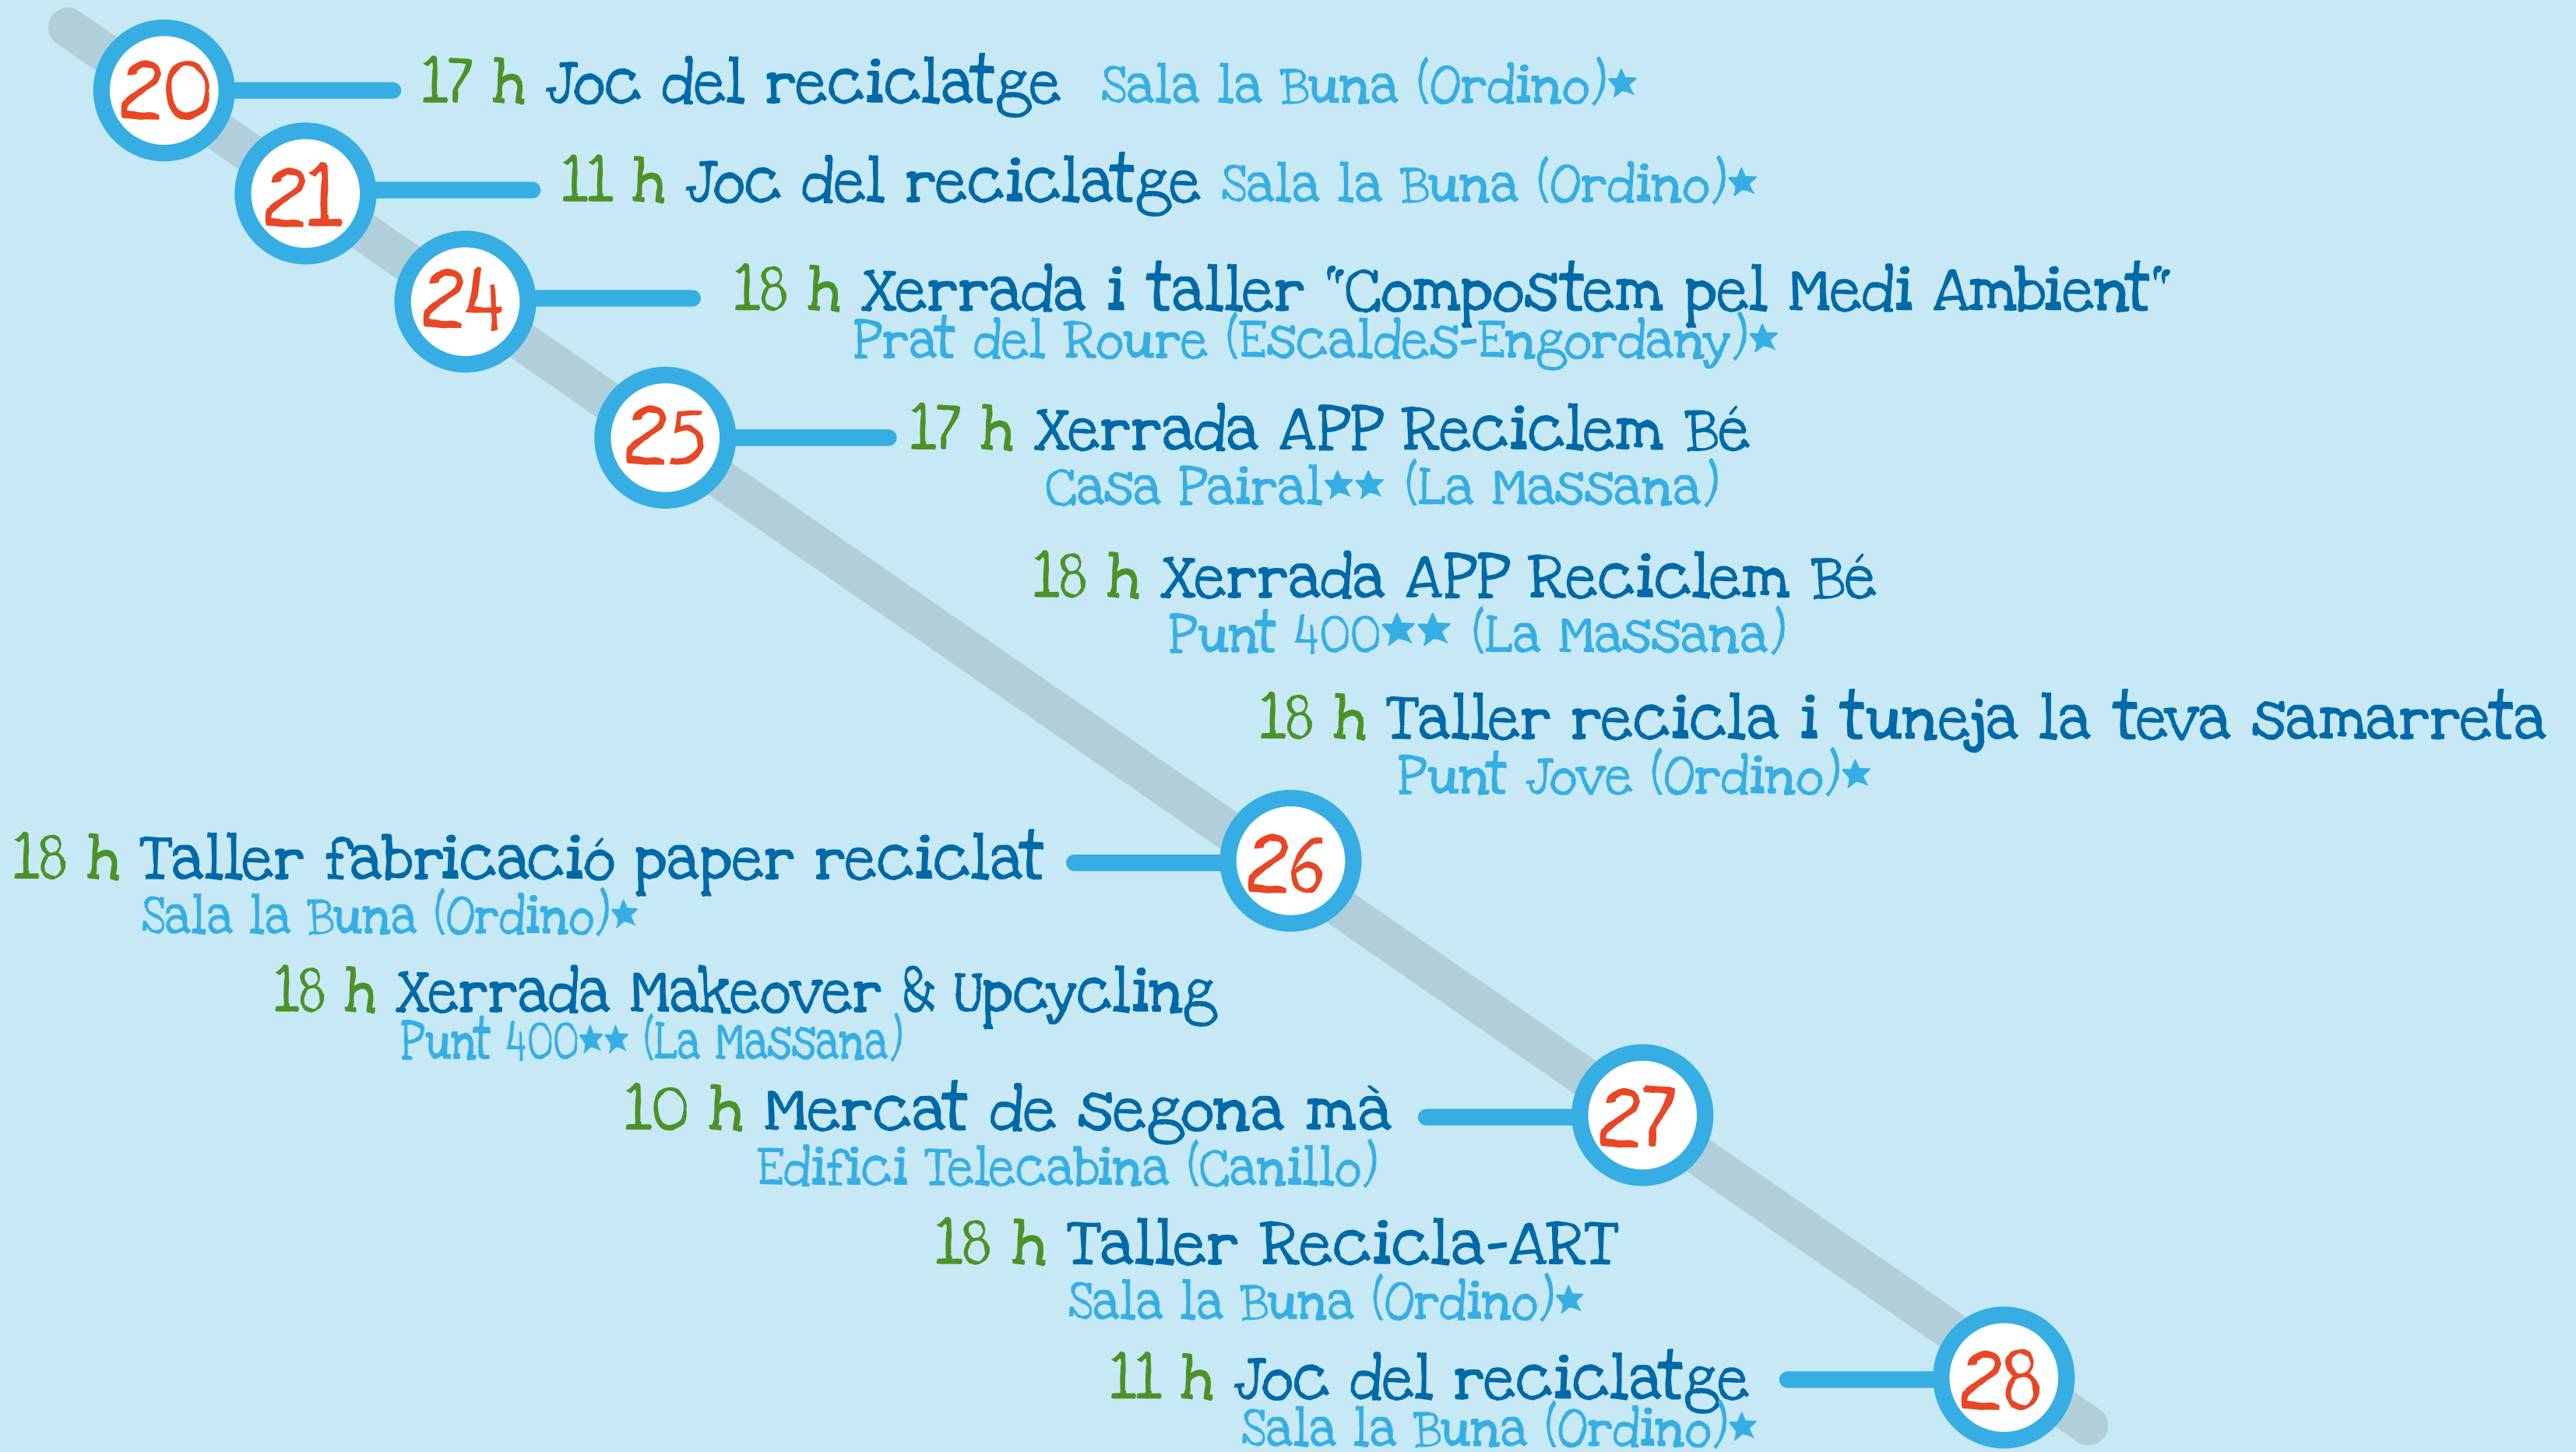 20
17 h Joc del reciclatge Sala la Buna (Ordino)★
21
11 h Joc del reciclatge Sala la Buna (Ordino)★
24
18 h Xerrada i taller "Compostem pel Medi Ambient"
Prat del Roure (Escaldes-Engordany)★
25
17 h Xerrada APP Reciclem Bé
Casa Pairal★★ (La Massana)
18 h Xerrada APP Reciclem Bé
Punt 400★★ (La Massana)
18 h Taller recicla i tuneja la teva samarreta
Punt Jove (Ordino)★
26
18 h Taller fabricació paper reciclat
Sala la Buna (Ordino)★
18 h Xerrada Makeover & Upcycling
Punt 400★★ (La Massana)
27
10 h Mercat de segona mà
Edifici Telecabina (Canillo)
18 h Taller Recicla-ART
Sala la Buna (Ordino)★
28
11 h Joc del reciclatge
Sala la Buna (Ordino)★